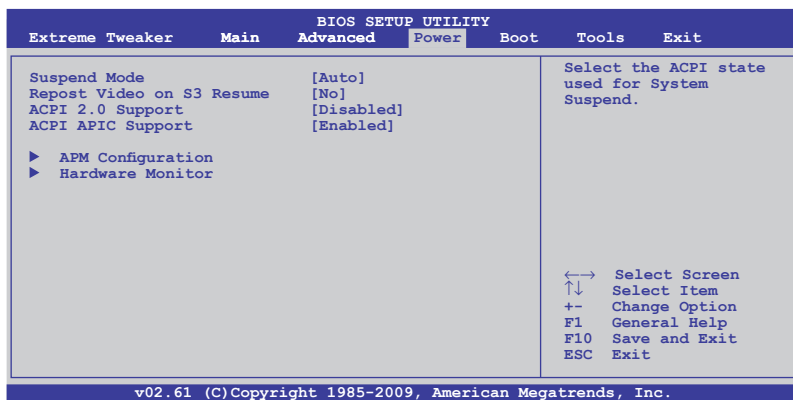 BIOS SETUP UTILITY
Extreme Tweaker Main Advanced Power Boot Tools Exit
Suspend Mode [Auto]
Repost Video on S3 Resume [No]
ACPI 2.0 Support [Disabled]
ACPI APIC Support [Enabled]
▶ APM Configuration
▶ Hardware Monitor
Select the ACPI state
used for System
Suspend.
←→ Select Screen
↑↓ Select Item
+- Change Option
F1 General Help
F10 Save and Exit
ESC Exit
v02.61 (C)Copyright 1985-2009, American Megatrends, Inc.